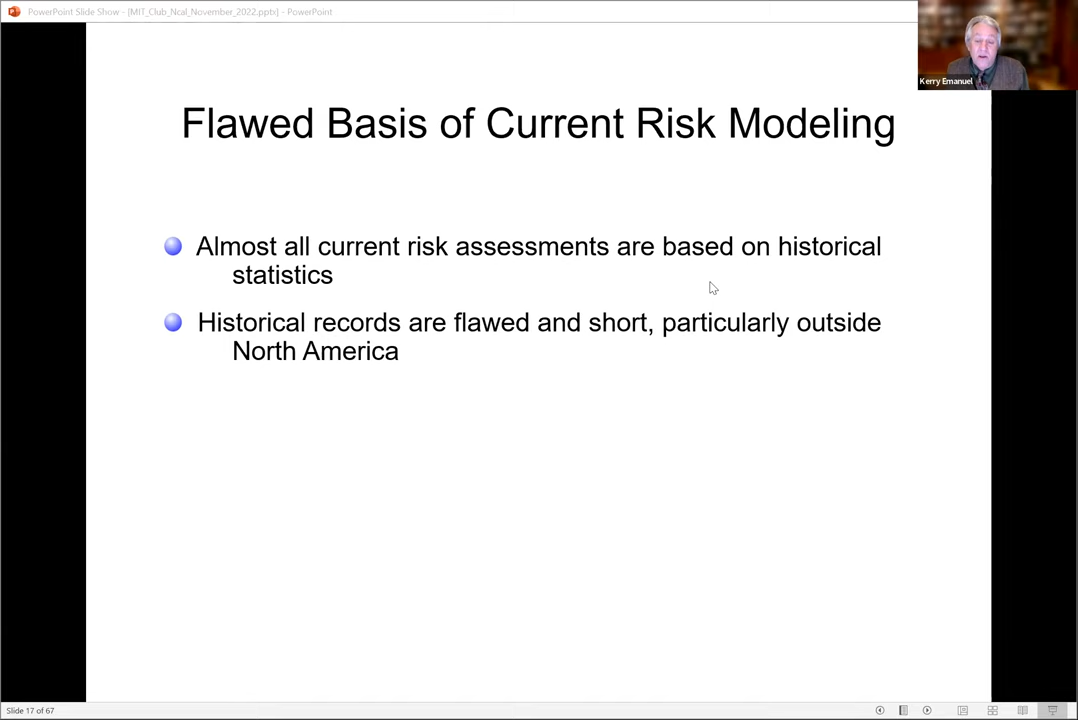 PowerPoint Slide Show - [MIT_Club_Ncal_November_2022.pptx] - PowerPoint
Kerry Emanuel
Flawed Basis of Current Risk Modeling
Almost all current risk assessments are based on historical
statistics
Historical records are flawed and short, particularly outside
North America
Slide 17 of 67